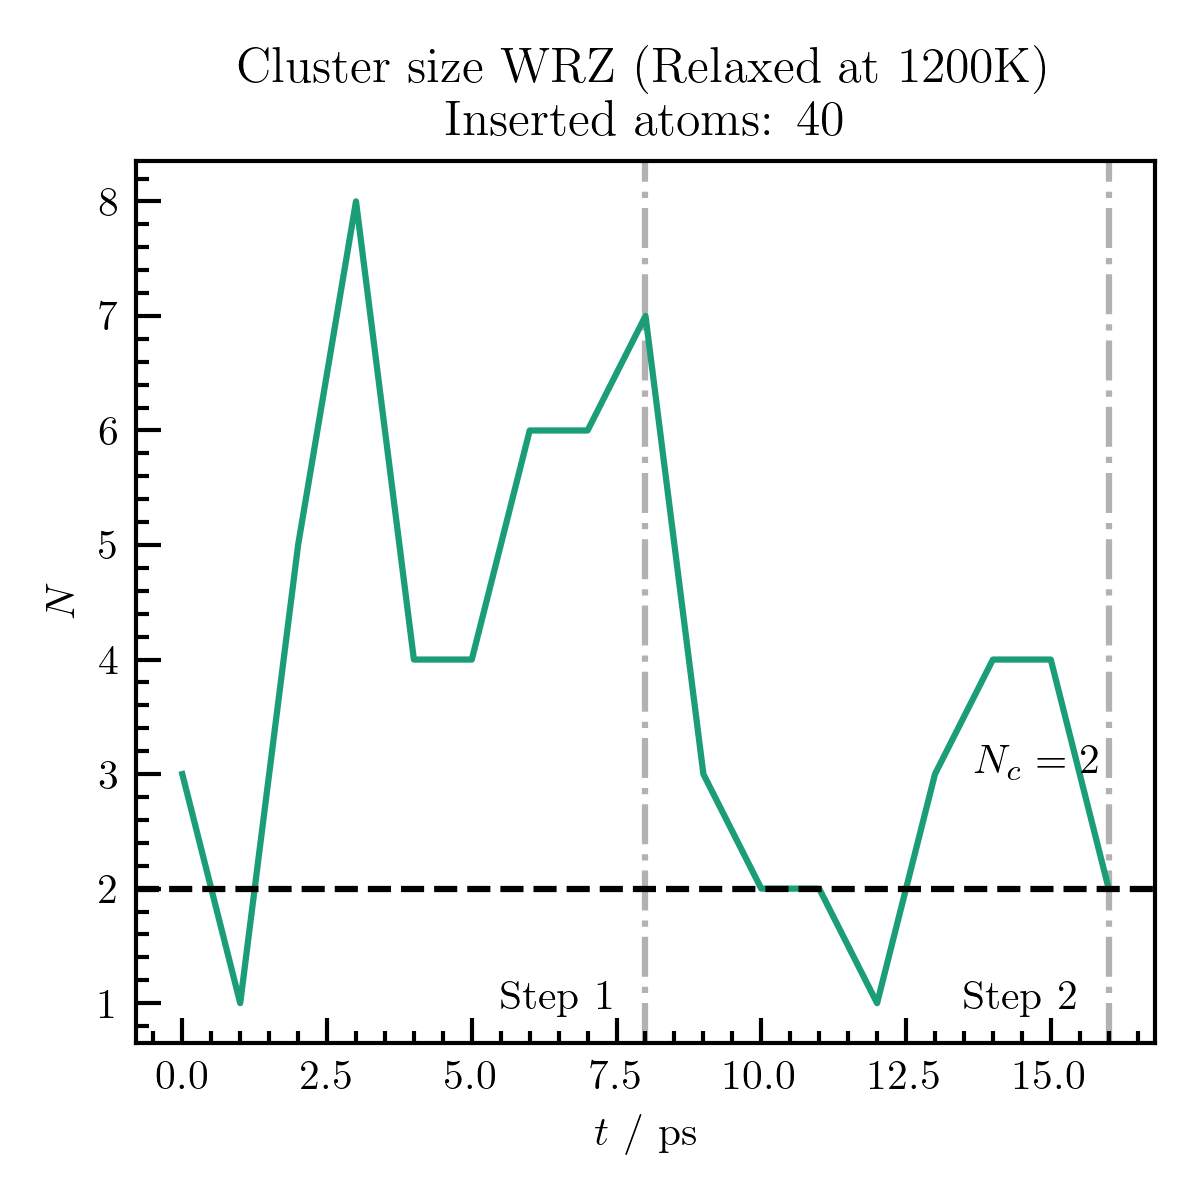 Cluster size WRZ (Relaxed at 1200K)
Inserted atoms: 40
8
7
6
5
4
3
2
1
N
N_c = 2
Step 1
Step 2
0.0 2.5 5.0 7.5 10.0 12.5 15.0
t / ps